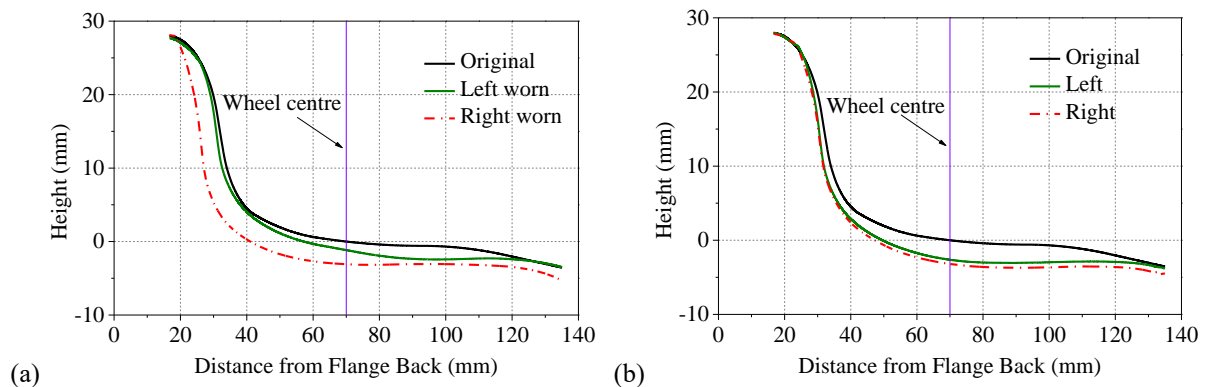 30
20
10
0
-10
Height (mm)
Original
Left worn
Right worn
Wheel centre
0 20 40 60 80 100 120 140
Distance from Flange Back (mm)
(a)
30
20
10
0
-10
Height (mm)
Original
Left
Right
Wheel centre
0 20 40 60 80 100 120 140
Distance from Flange Back (mm)
(b)